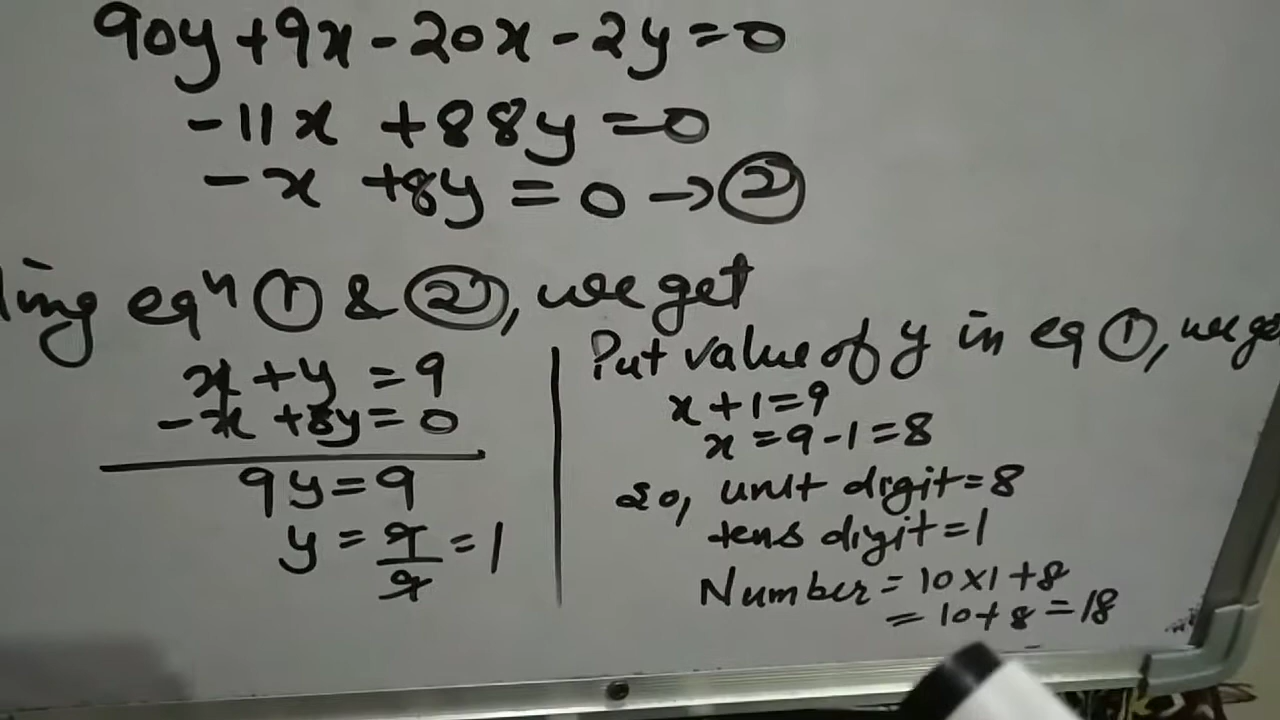 90y+9x-20x-2y=0
-11x +88y=0
-x +8y=0→②
ling eqⁿ ① & ②, we get
x+y=9
-x+8y=0
9y=9
y=9/9=1
Put value of y in eq ①, we ge
x+1=9
x=9-1=8
So, unit digit=8
tens digit=1
Number=10×1+8
=10+8=18